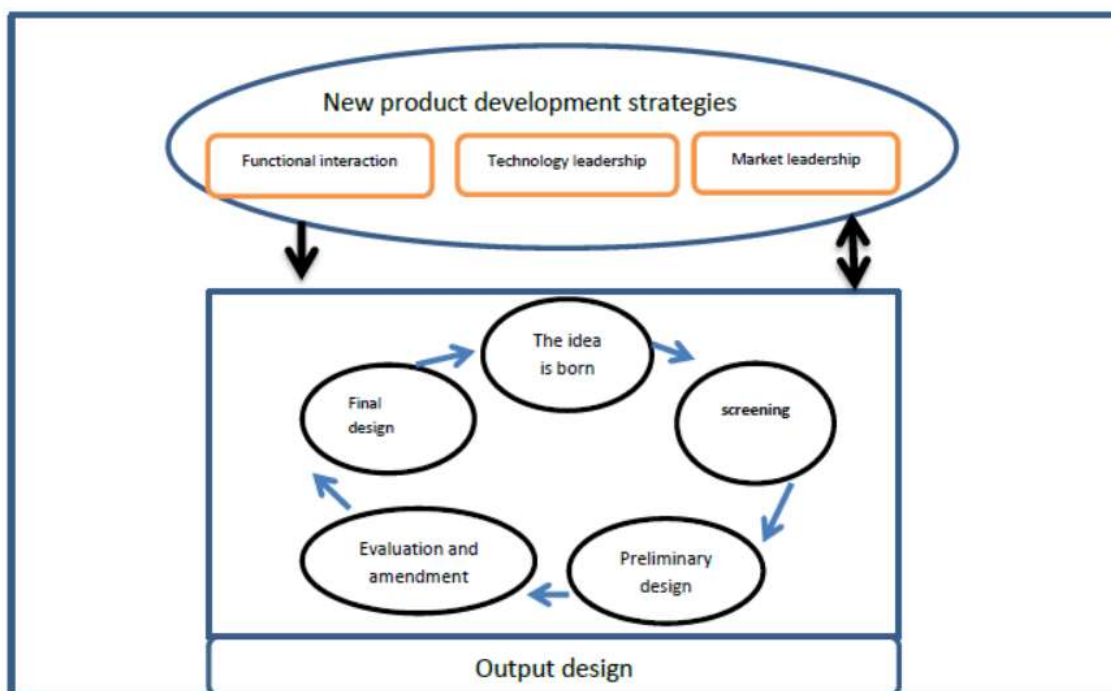 New product development strategies
Functional interaction
Technology leadership
Market leadership
The idea
is born
screening
Preliminary
design
Evaluation and
amendment
Final
design
Output design